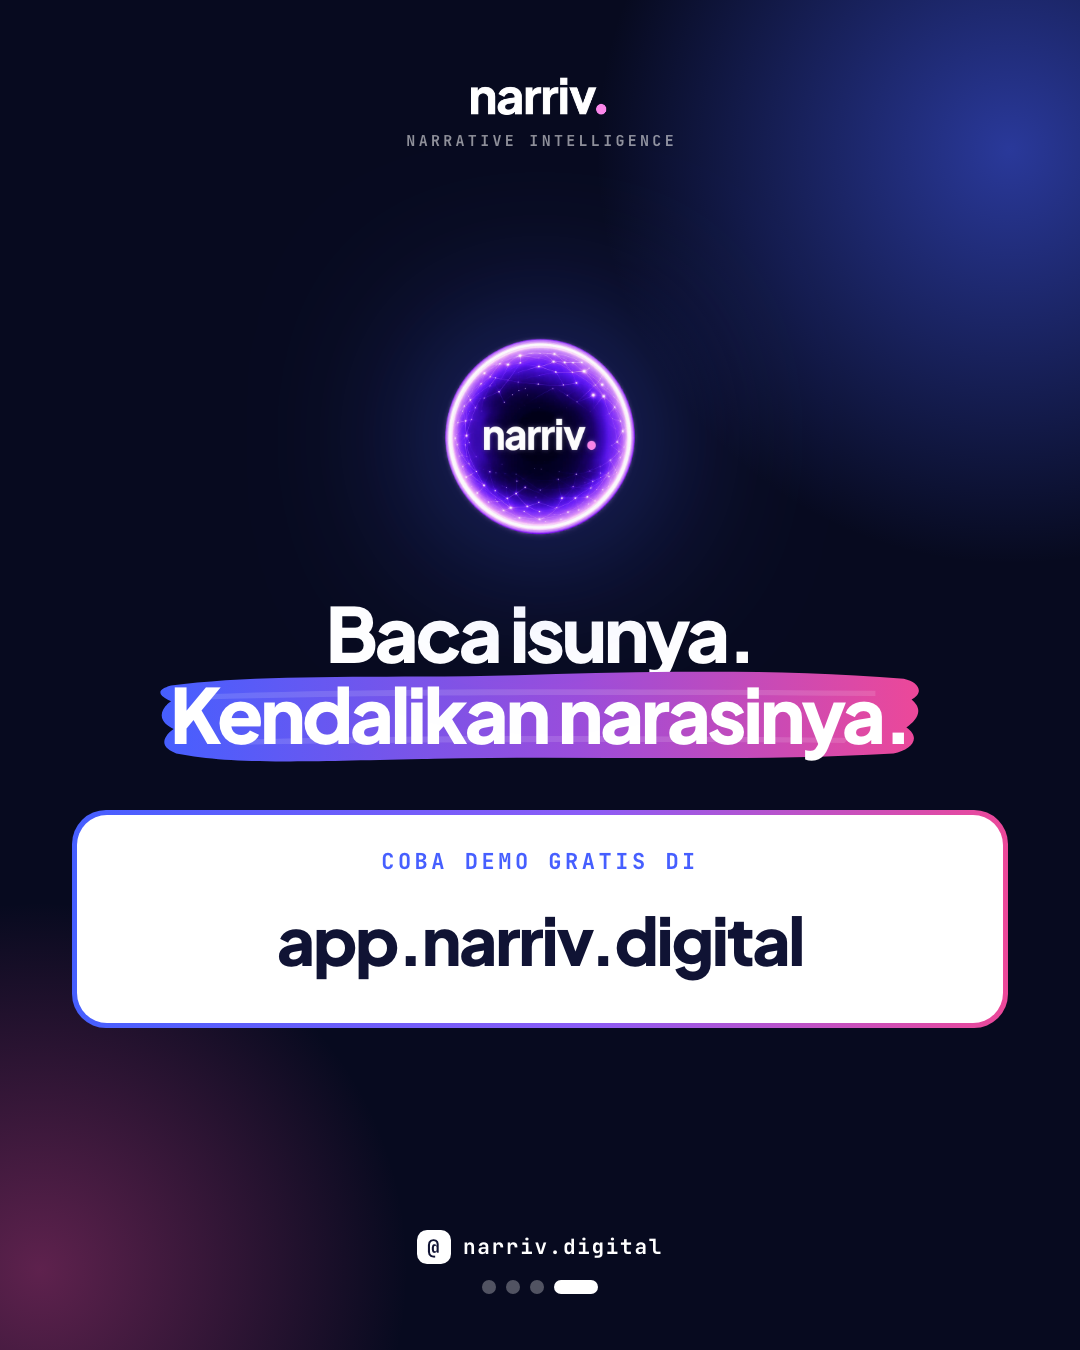 narriv.
NARRATIVE INTELLIGENCE
narriv.
Baca isunya.
Kendalikan narasinya.
COBA DEMO GRATIS DI
app.narriv.digital
@ narriv.digital